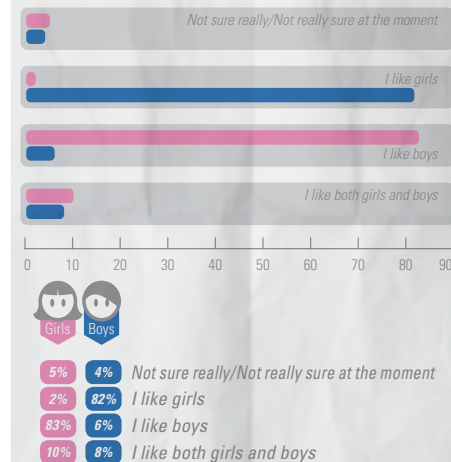 Not sure really/Not really sure at the moment
I like girls
I like boys
I like both girls and boys
0 10 20 30 40 50 60 70 80 90
Girls Boys
5% 4% Not sure really/Not really sure at the moment
2% 82% I like girls
83% 6% I like boys
10% 8% I like both girls and boys